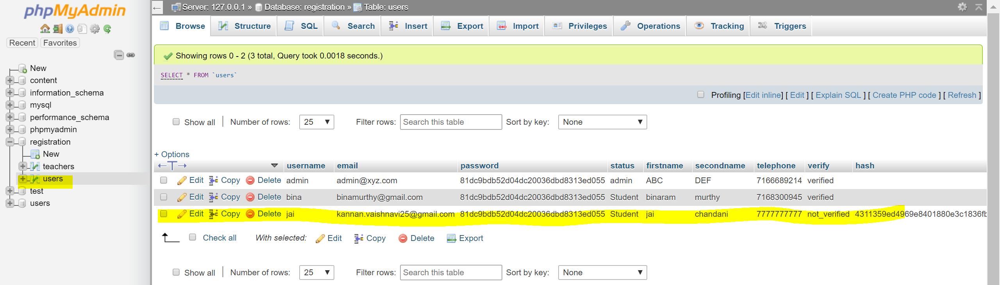 phpMyAdmin
Recent Favorites
New
content
information_schema
mysql
performance_schema
phpmyadmin
registration
New
teachers
users
test
users
Server: 127.0.0.1 » Database: registration » Table: users
Browse Structure SQL Search Insert Export Import Privileges Operations Tracking Triggers
Showing rows 0 - 2 (3 total, Query took 0.0018 seconds.)
SELECT * FROM `users`
Profiling [Edit inline] [ Edit ] [ Explain SQL ] [ Create PHP code ] [ Refresh ]
Show all Number of rows: 25 Filter rows: Search this table Sort by key: None
+ Options
username email password status firstname secondname telephone verify hash
Edit Copy Delete admin admin@xyz.com 81dc9bdb52d04dc20036dbd8313ed055 admin ABC DEF 7166689214 verified
Edit Copy Delete bina binamurthy@gmail.com 81dc9bdb52d04dc20036dbd8313ed055 Student binaram murthy 7168300945 verified
Edit Copy Delete jai kannan.vaishnavi25@gmail.com 81dc9bdb52d04dc20036dbd8313ed055 Student jai chandani 7777777777 not_verified 4311359ed4969e8401880e3c1836fb
Check all With selected: Edit Copy Delete Export
Show all Number of rows: 25 Filter rows: Search this table Sort by key: None